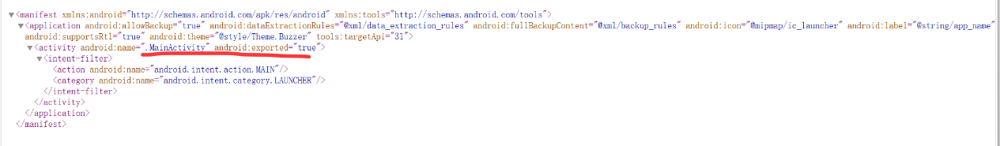 <manifest xmlns:android="http://schemas.android.com/apk/res/android" xmlns:tools="http://schemas.android.com/tools">
<application android:allowBackup="true" android:dataExtractionRules="@xml/data_extraction_rules" android:fullBackupContent="@xml/backup_rules" android:icon="@mipmap/ic_launcher" android:label="@string/app_name"
android:supportsRtl="true" android:theme="@style/Theme.Buzzer" tools:targetApi="31">
<activity android:name=".MainActivity" android:exported="true">
<intent-filter>
<action android:name="android.intent.action.MAIN"/>
<category android:name="android.intent.category.LAUNCHER"/>
</intent-filter>
</activity>
</application>
</manifest>